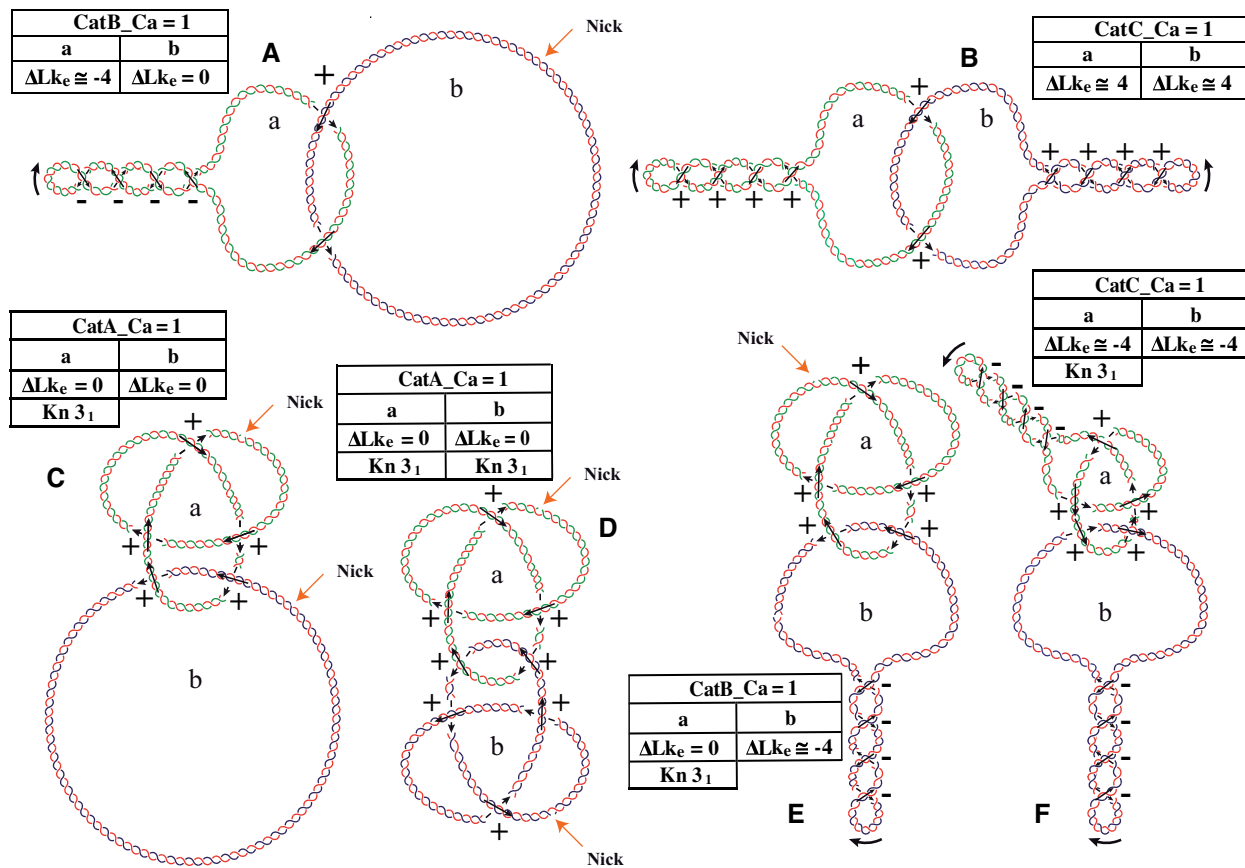 CatB_Ca = 1
a b
ΔLkₑ ≅ -4 ΔLkₑ = 0
A
Nick
+
a
b
- - - -
CatC_Ca = 1
a b
ΔLkₑ ≅ 4 ΔLkₑ ≅ 4
B
+
a
b
+ + + +
+ + + +
+
CatA_Ca = 1
a b
ΔLkₑ = 0 ΔLkₑ = 0
Kn 3₁
C
Nick
+
a
+ +
+ +
Nick
b
CatA_Ca = 1
a b
ΔLkₑ = 0 ΔLkₑ = 0
Kn 3₁ Kn 3₁
D
+
Nick
a
+ +
+ +
+ +
b
+
Nick
Nick
+
a
+ +
+ +
b
-
-
-
-
E
CatB_Ca = 1
a b
ΔLkₑ = 0 ΔLkₑ ≅ -4
Kn 3₁
CatC_Ca = 1
a b
ΔLkₑ ≅ -4 ΔLkₑ ≅ -4
Kn 3₁
-
-
-
-
+
a
+ +
+ +
b
-
-
-
-
F